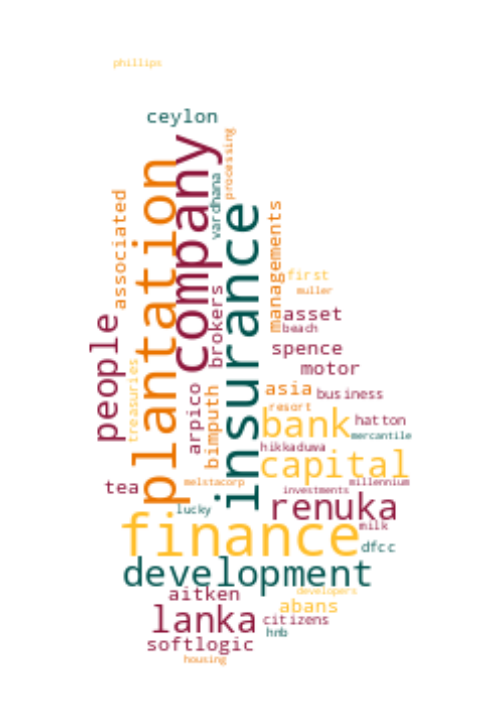 phillips
ceylon
processing
company
plantation
vardhana
associated
insurance
managements
first
muller
brokers
asset
beach
people
spence
treasuries
motor
arpico
bimputh
asia
business
resort
bank
hatton
mercantile
hikkaduwa
capital
tea
melstacorp
millennium
investments
renuka
lucky
finance
milk
dfcc
development
aitken
developers
abans
lanka
citizens
hnb
softlogic
housing